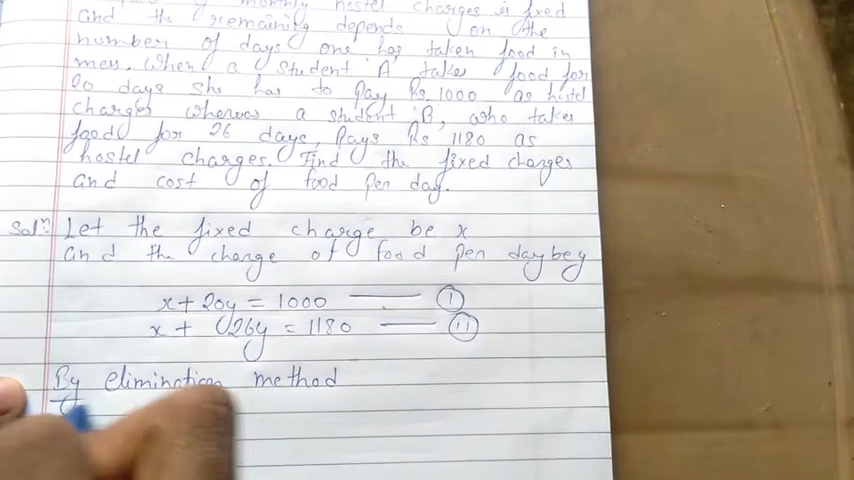 monthly hostel charges is fixed
and the remaining depends on the
number of days one has taken food in
mess. When a student 'A' takes food for
20 days she has to pay Rs. 1000 as hostel
charges whereas a student 'B', who takes
food for 26 days, pays Rs 1180 as
hostel charges. Find the fixed charges
and cost of food per day.
Solⁿ: Let the fixed charge be x
and the charge of food per day be y
x + 20y = 1000 —— (I)
x + 26y = 1180 —— (II)
By elimination method